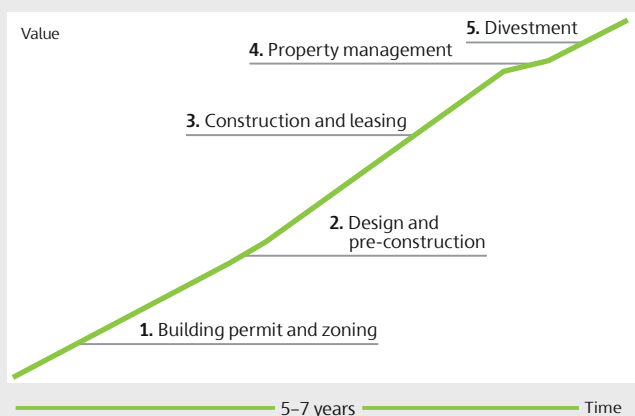 Value
5. Divestment
4. Property management
3. Construction and leasing
2. Design and
pre-construction
1. Building permit and zoning
5–7 years
Time